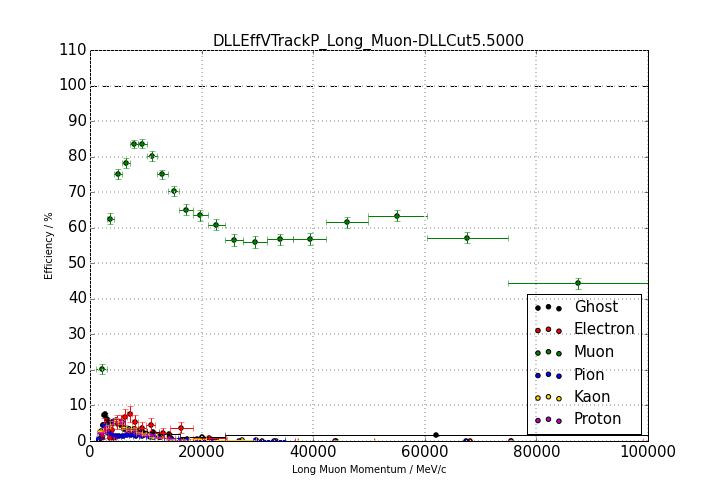 DLLEffVTrackP_Long_Muon-DLLCut5.5000
110
100
90
80
70
60
50
40
30
20
10
0
Efficiency / %
Ghost
Electron
Muon
Pion
Kaon
Proton
0 20000 40000 60000 80000 100000
Long Muon Momentum / MeV/c